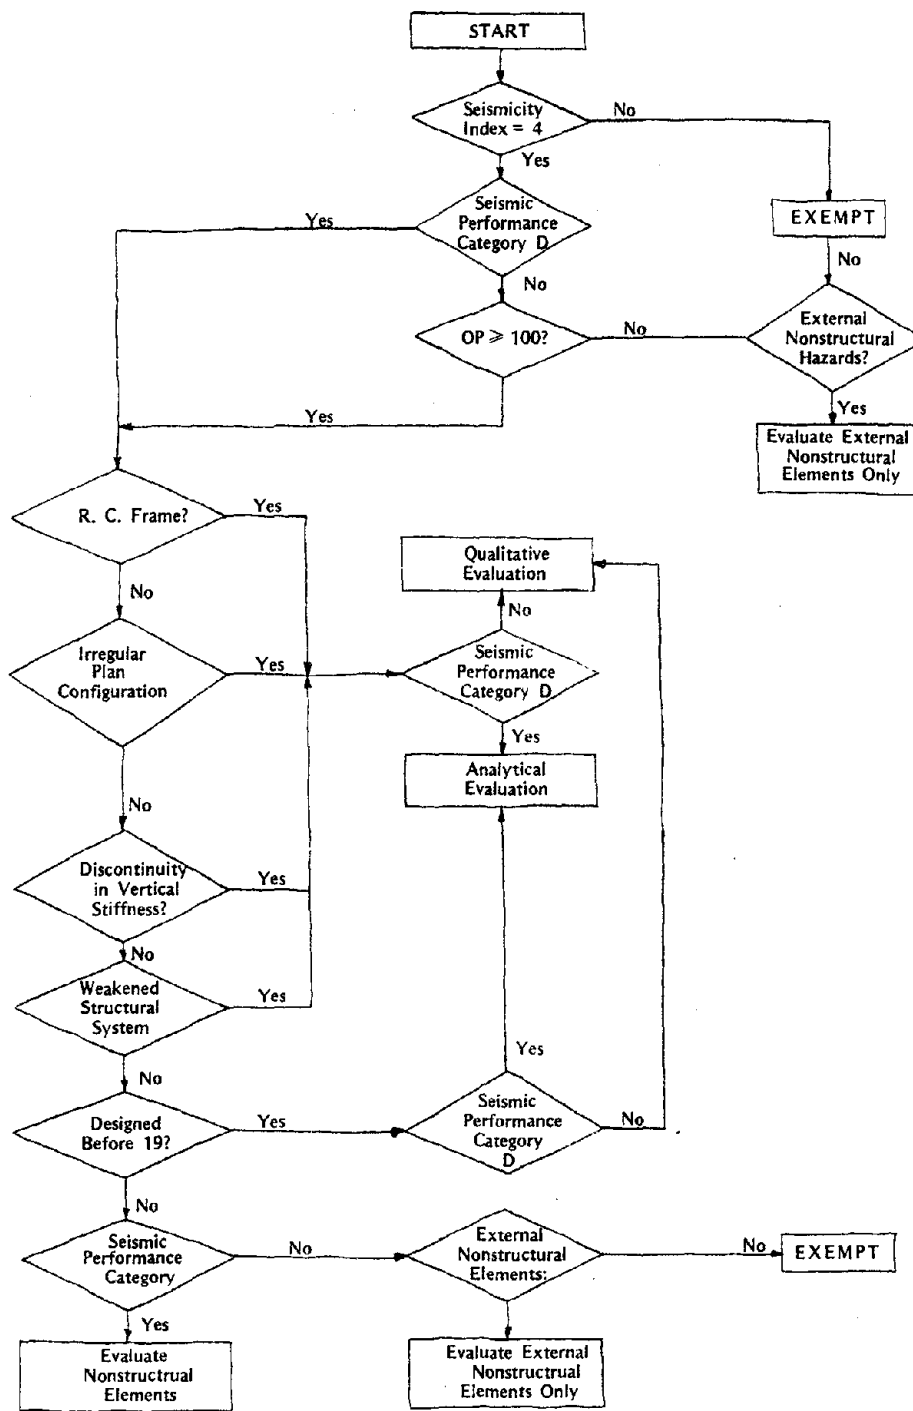 START
Seismicity
Index = 4
No
Yes
Seismic
Performance
Category D
Yes
EXEMPT
No
No
OP ⩾ 100?
No
External
Nonstructural
Hazards?
Yes
Yes
Evaluate External
Nonstructural
Elements Only
R. C. Frame?
Yes
Qualitative
Evaluation
No
No
Irregular
Plan
Configuration
Yes
Seismic
Performance
Category D
Yes
Analytical
Evaluation
No
Discontinuity
in Vertical
Stiffness?
Yes
No
Weakened
Structural
System
Yes
Yes
No
Designed
Before 19?
Yes
Seismic
Performance
Category
D
No
No
Seismic
Performance
Category
No
External
Nonstructural
Elements:
No
EXEMPT
Yes
Yes
Evaluate
Nonstructrual
Elements
Evaluate External
Nonstructrual
Elements Only